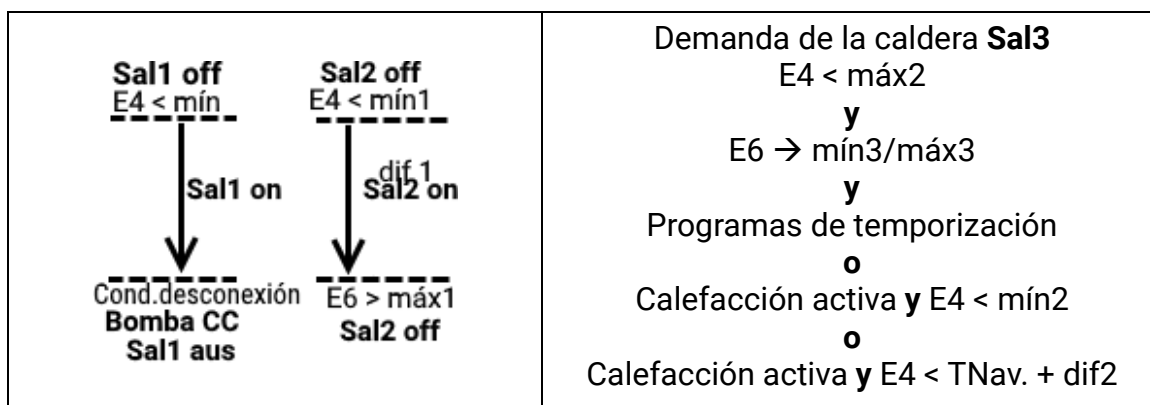 Sal1 off
E4 < mín
Sal1 on
Cond.desconexión
Bomba CC
Sal1 aus
Sal2 off
E4 < mín1
dif.1
Sal2 on
E6 > máx1
Sal2 off
Demanda de la caldera Sal3
E4 < máx2
y
E6 → mín3/máx3
y
Programas de temporización
o
Calefacción activa y E4 < mín2
o
Calefacción activa y E4 < TNav. + dif2